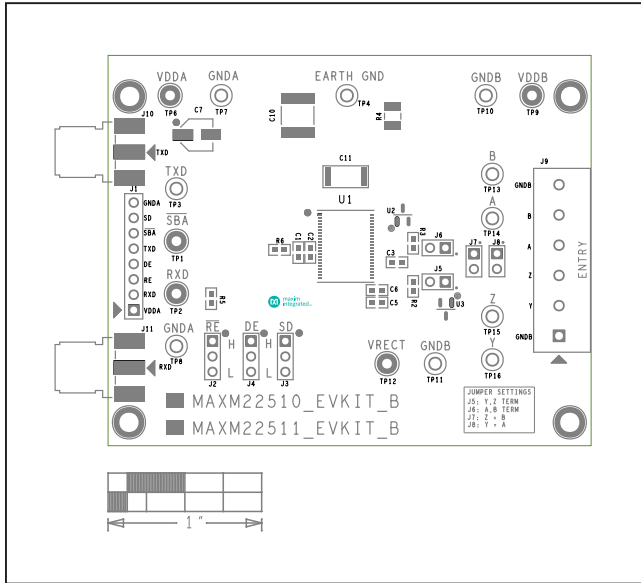 VDDA
GNDA
EARTH GND
GNDB
VDDB
TP6
TP7
C7
C10
TP4
R4
TP10
TP9
J10
TXD
J1
GNDA
SD
SBA
TXD
DE
RE
RXD
VDDA
TXD
TP3
SBA
TP1
RXD
TP2
R5
C11
U1
R6
C1
C2
U2
R3
J6
C3
J5
C6
C5
R2
U3
J7
J8
B
TP13
A
TP14
Z
TP15
Y
TP16
J9
GNDB
B
A
Z
Y
GNDB
ENTRY
maxim
integrated
J11
RXD
GNDA
TP8
RE
DE
SD
H
H
L
L
J2
J4
J3
VRECT
TP12
GNDB
TP11
MAXM22510_EVKIT_B
MAXM22511_EVKIT_B
JUMPER SETTINGS
J5: Y,Z TERM
J6: A,B TERM
J7: Z = B
J8: Y = A
1"